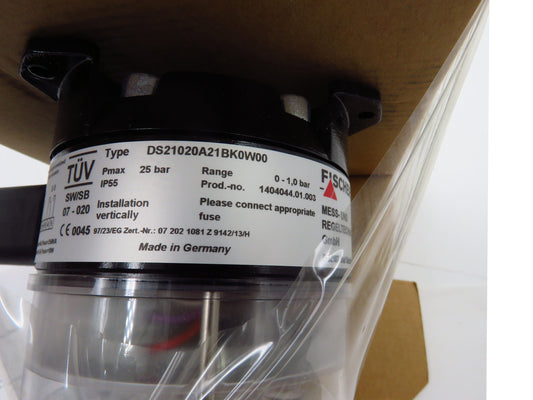 TÜV
SW/SB
07 - 020
CE 0045
Type DS21020A21BK0W00
Pmax 25 bar Range 0 - 1,0 bar
IP55 Prod.-no. 1404044.01.003
Installation vertically
Please connect appropriate fuse
97/23/EG Zert.-Nr.: 07 202 1081 Z 9142/13/H
Made in Germany
MESS- UND
GmbH